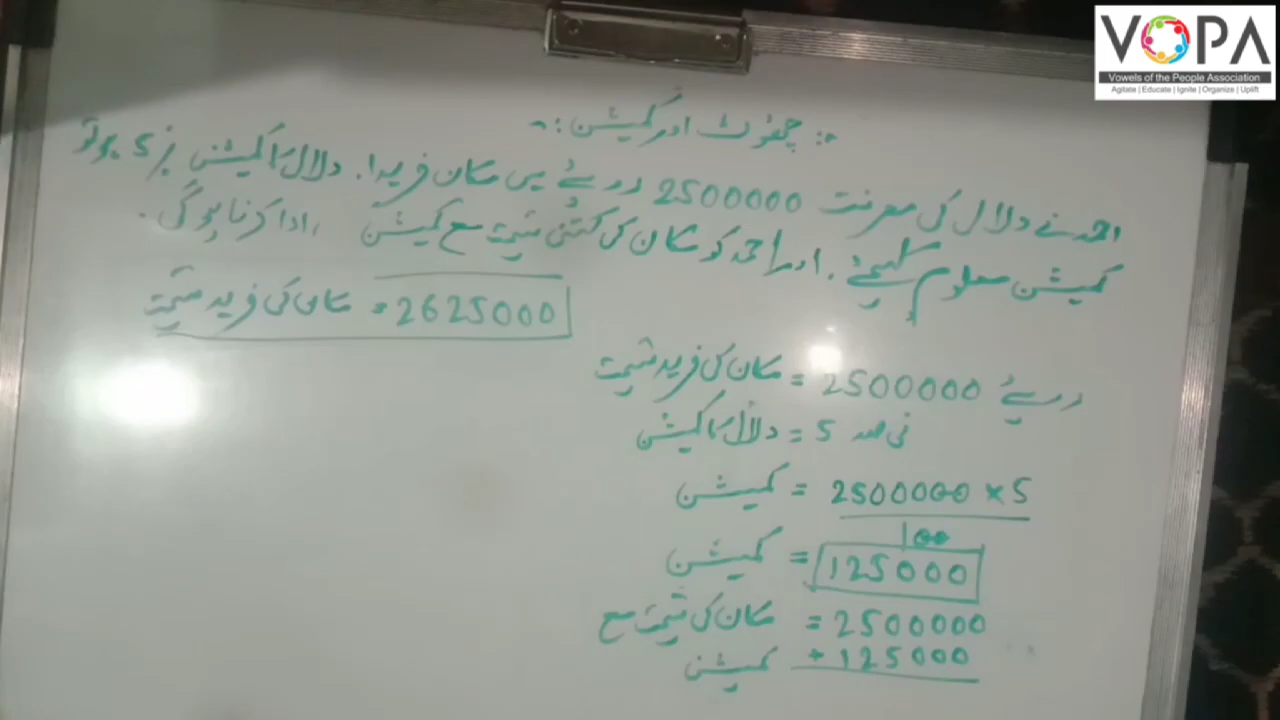 VOPA
Vowels of the People Association
Agitate | Educate | Ignite | Organize | Uplift
:: چھوٹ اور کمیشن :~
احمد نے دلال کی معرفت 2500000 روپئے میں مکان خریدا. دلال کا کمیشن %5 ہو تو
کمیشن معلوم کیجئے. اور احمد کو مکان کی کتنی قیمت مع کمیشن ادا کرنا ہوگی.
مکان کی خرید قیمت = 2625000
مکان کی خرید قیمت = 2500000 روپئے
دلال کا کمیشن = 5 فی صد
کمیشن = 2500000 × 5
100
کمیشن = 125000
مکان کی قیمت مع = 2500000
کمیشن + 125000